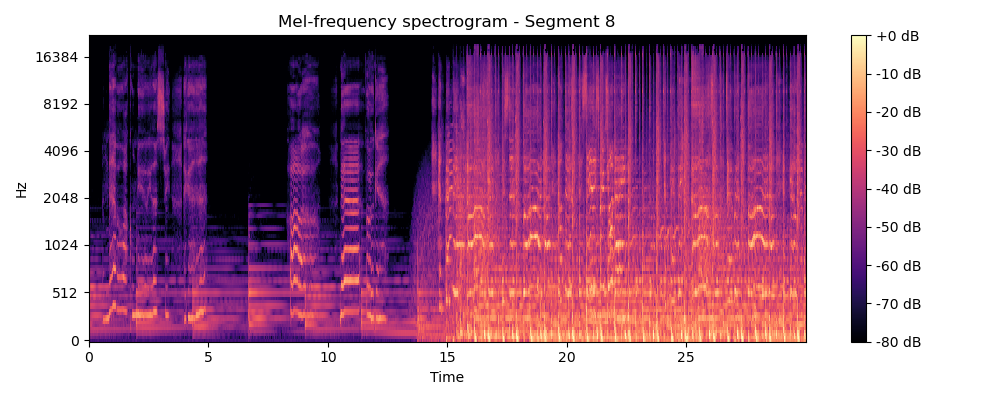 Mel-frequency spectrogram - Segment 8
16384
8192
4096
2048
1024
512
0
Hz
0 5 10 15 20 25
Time
+0 dB
-10 dB
-20 dB
-30 dB
-40 dB
-50 dB
-60 dB
-70 dB
-80 dB